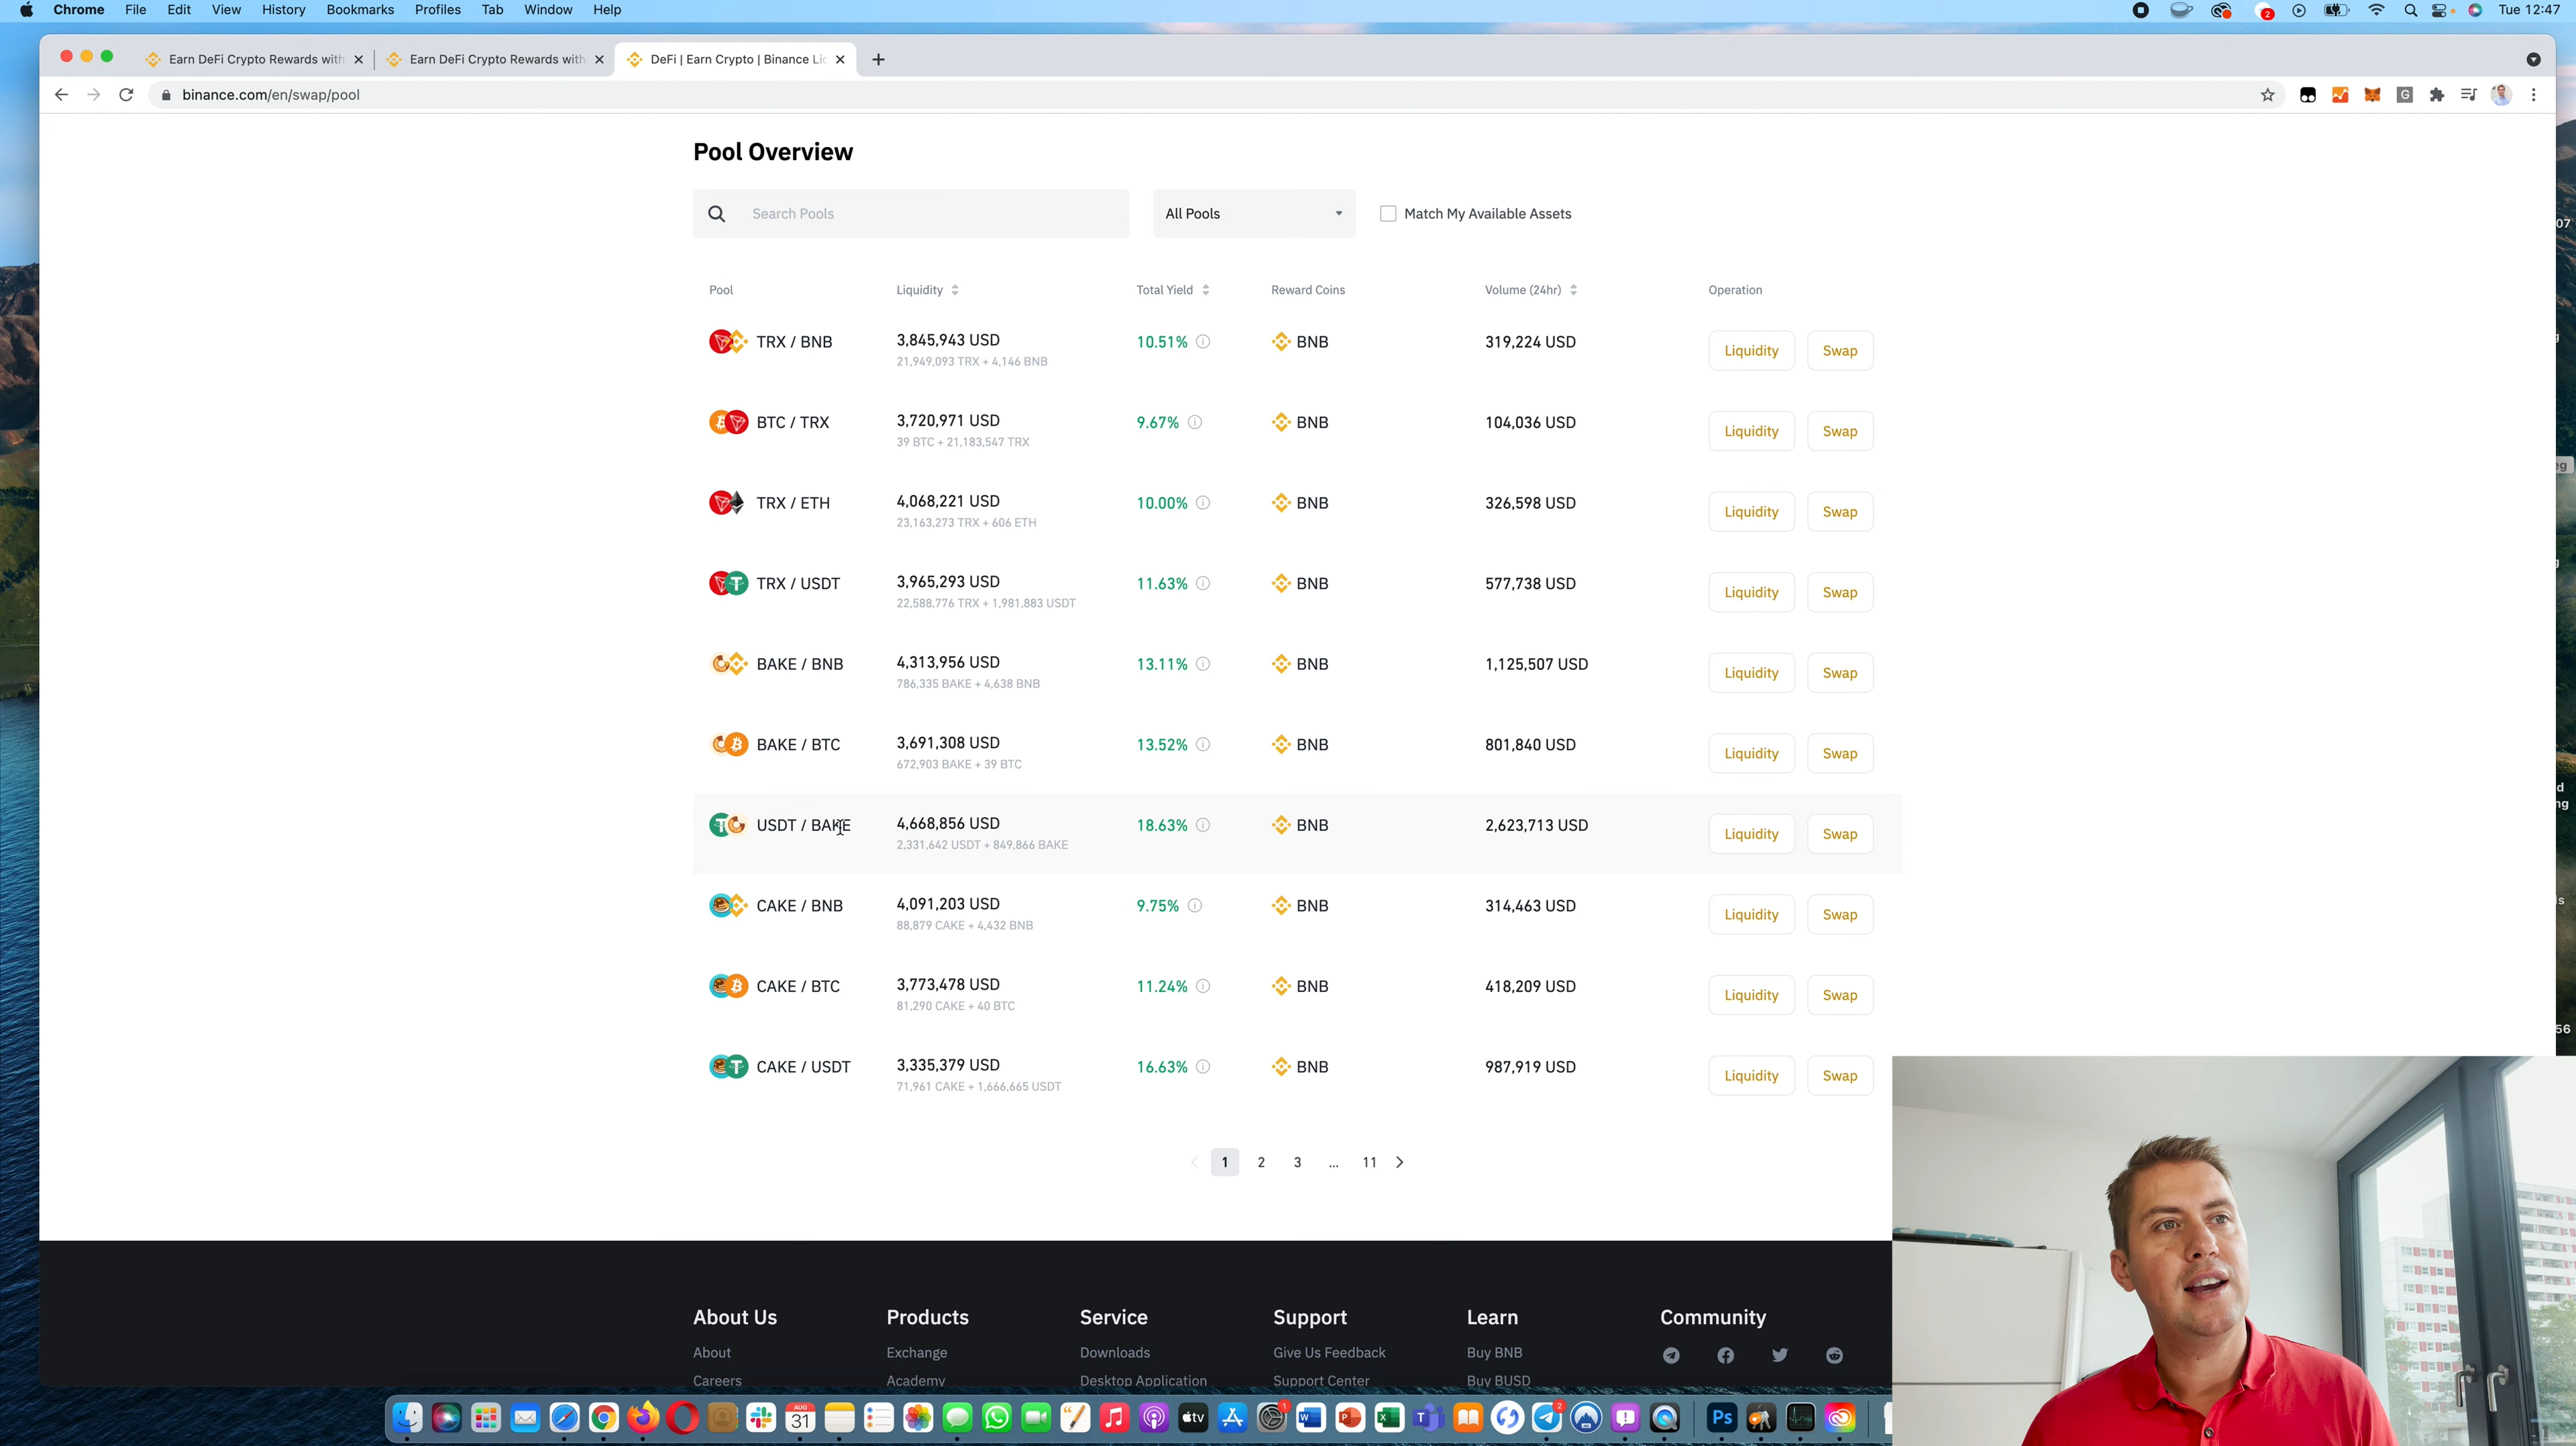 Chrome File Edit View History Bookmarks Profiles Tab Window Help
2
Tue 12:47
Earn DeFi Crypto Rewards with
Earn DeFi Crypto Rewards with
DeFi | Earn Crypto | Binance Lic
binance.com/en/swap/pool
Pool Overview
Search Pools
All Pools
Match My Available Assets
Pool Liquidity Total Yield Reward Coins Volume (24hr) Operation
TRX / BNB 3,845,943 USD 10.51% BNB 319,224 USD Liquidity Swap
21,949,093 TRX + 4,146 BNB
BTC / TRX 3,720,971 USD 9.67% BNB 104,036 USD Liquidity Swap
39 BTC + 21,183,547 TRX
TRX / ETH 4,068,221 USD 10.00% BNB 326,598 USD Liquidity Swap
23,163,273 TRX + 606 ETH
TRX / USDT 3,965,293 USD 11.63% BNB 577,738 USD Liquidity Swap
22,588,776 TRX + 1,981,883 USDT
BAKE / BNB 4,313,956 USD 13.11% BNB 1,125,507 USD Liquidity Swap
786,335 BAKE + 4,638 BNB
BAKE / BTC 3,691,308 USD 13.52% BNB 801,840 USD Liquidity Swap
672,903 BAKE + 39 BTC
USDT / BAKE 4,668,856 USD 18.63% BNB 2,623,713 USD Liquidity Swap
2,331,642 USDT + 849,866 BAKE
CAKE / BNB 4,091,203 USD 9.75% BNB 314,463 USD Liquidity Swap
88,879 CAKE + 4,432 BNB
CAKE / BTC 3,773,478 USD 11.24% BNB 418,209 USD Liquidity Swap
81,290 CAKE + 40 BTC
CAKE / USDT 3,335,379 USD 16.63% BNB 987,919 USD Liquidity Swap
71,961 CAKE + 1,666,665 USDT
1 2 3 ... 11
About Us Products Service Support Learn Community
About Exchange Downloads Give Us Feedback Buy BNB
Careers Academy Desktop Application Support Center Buy BUSD
AUG
31
tv
1
2
Ps